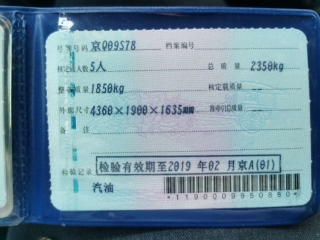 号牌号码 京Q09S78 档案编号
核定载人数 5人 总质量 2350kg
整备质量 1850kg 核定载质量
外廓尺寸 4360×1900×1635mm 准牵引总质量
备注
检验记录 检验有效期至2019年02月京A(01)
汽油
*1190009950880*